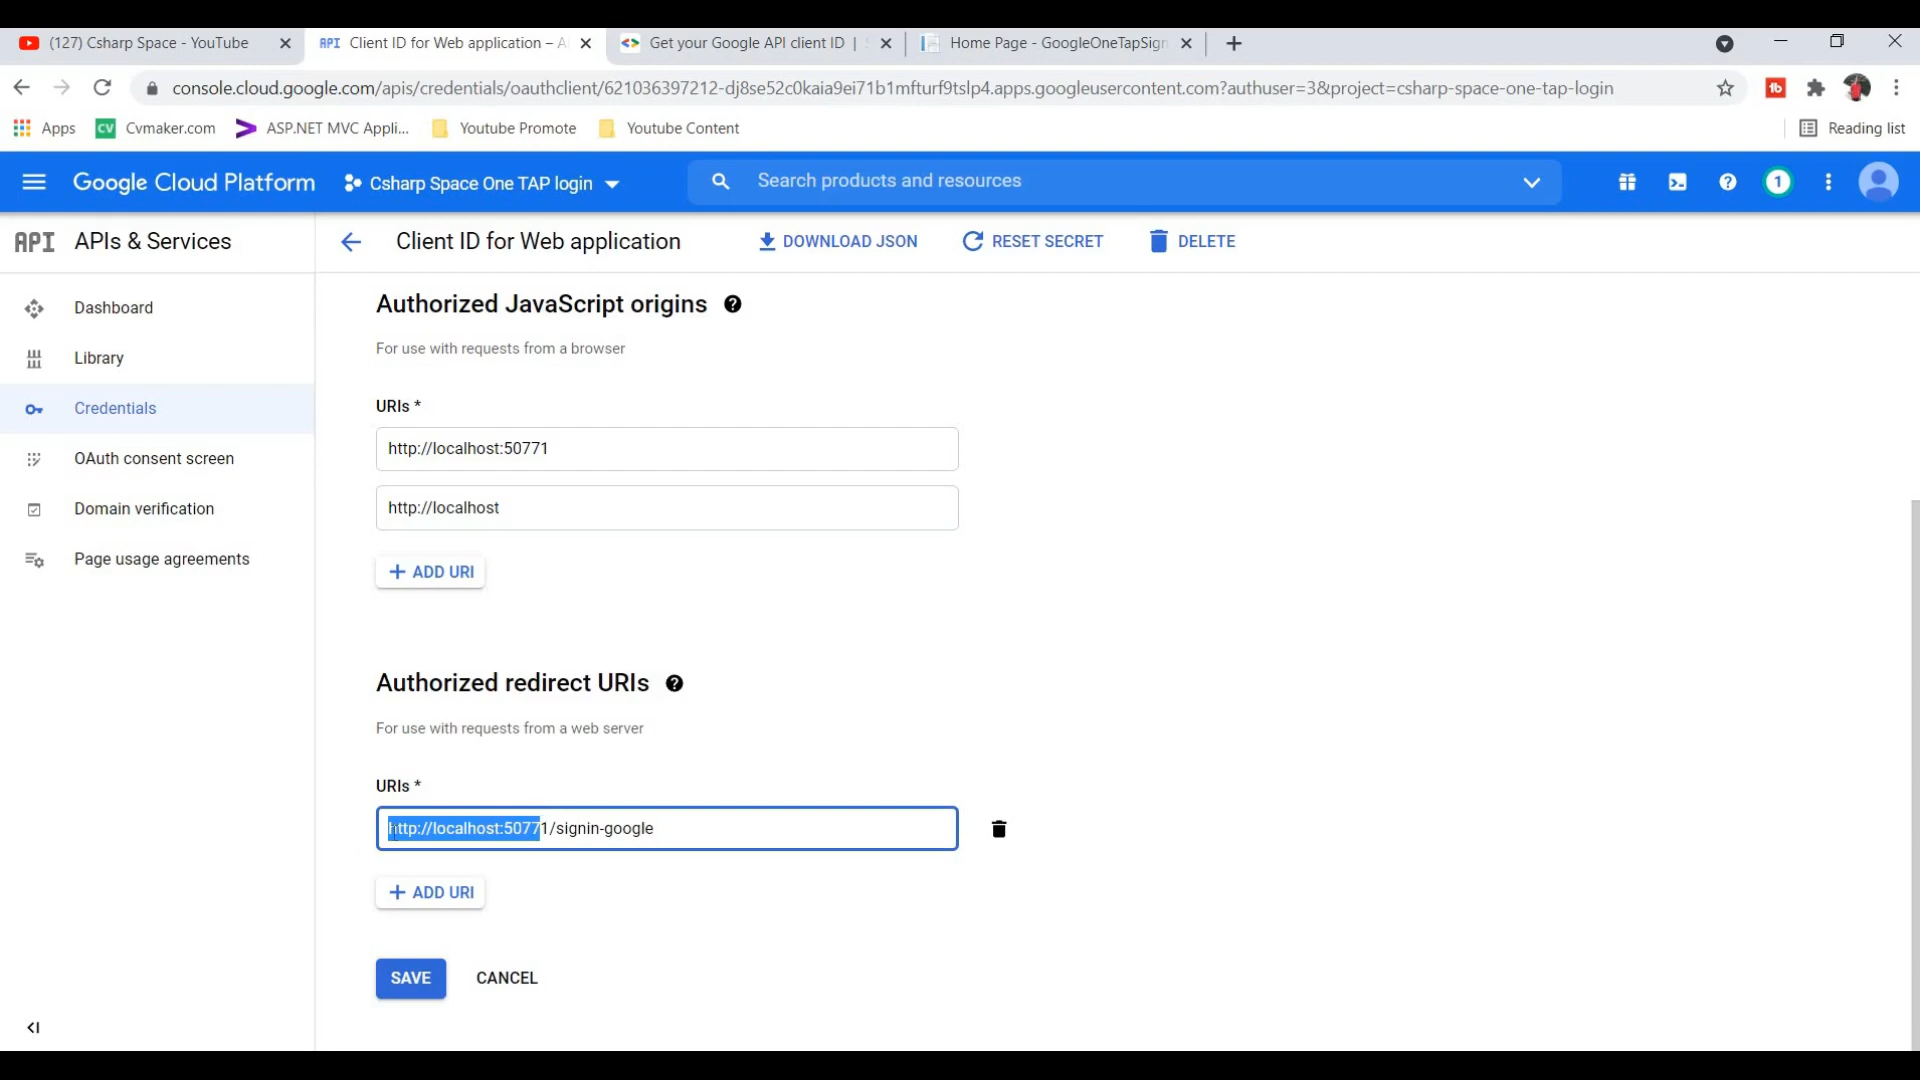 (127) Csharp Space - YouTube
API Client ID for Web application – A
Get your Google API client ID |
Home Page - GoogleOneTapSign
console.cloud.google.com/apis/credentials/oauthclient/621036397212-dj8se52c0kaia9ei71b1mfturf9tslp4.apps.googleusercontent.com?authuser=3&project=csharp-space-one-tap-login
Apps
CV Cvmaker.com
ASP.NET MVC Appli...
Youtube Promote
Youtube Content
Reading list
Google Cloud Platform
Csharp Space One TAP login
Search products and resources
1
API APIs & Services
Client ID for Web application
DOWNLOAD JSON
RESET SECRET
DELETE
Dashboard
Library
Credentials
OAuth consent screen
Domain verification
Page usage agreements
Authorized JavaScript origins
For use with requests from a browser
URIs *
http://localhost:50771
http://localhost
+ ADD URI
Authorized redirect URIs
For use with requests from a web server
URIs *
http://localhost:50771/signin-google
+ ADD URI
SAVE
CANCEL